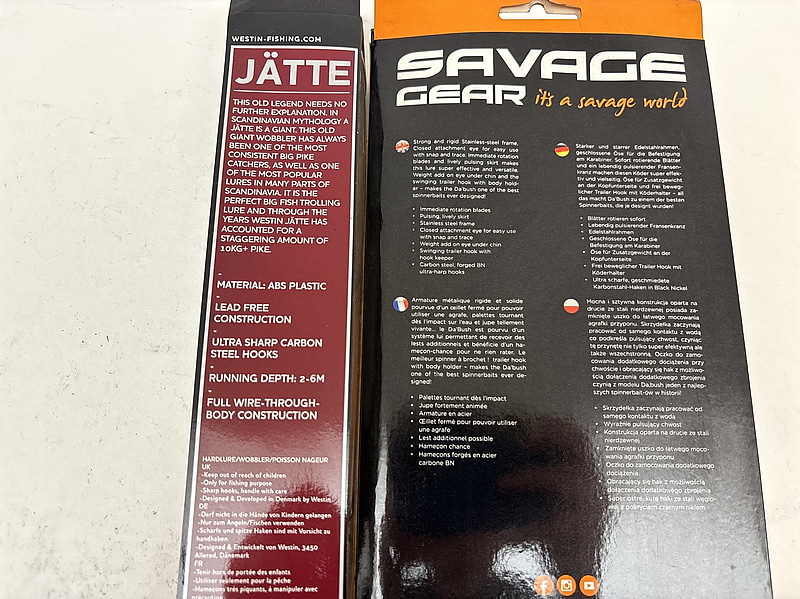 WESTIN-FISHING.COM
JÄTTE
THIS OLD LEGEND NEEDS NO
FURTHER EXPLANATION. IN
SCANDINAVIAN MYTHOLOGY A
JÄTTE IS A GIANT. THIS OLD
GIANT WOBBLER HAS ALWAYS
BEEN ONE OF THE MOST
CONSISTENT BIG PIKE
CATCHERS, AS WELL AS ONE
OF THE MOST POPULAR
LURES IN MANY PARTS OF
SCANDINAVIA. IT IS THE
PERFECT BIG FISH TROLLING
LURE AND THROUGH THE
YEARS WESTIN JÄTTE HAS
ACCOUNTED FOR A
STAGGERING AMOUNT OF
10KG+ PIKE.
-
MATERIAL: ABS PLASTIC
-
LEAD FREE
CONSTRUCTION
-
ULTRA SHARP CARBON
STEEL HOOKS
-
RUNNING DEPTH: 2-6M
-
FULL WIRE-THROUGH-
BODY CONSTRUCTION
HARDLURE/WOBBLER/POISSON NAGEUR
UK
-Keep out of reach of children
-Only for fishing purpose
-Sharp hooks, handle with care
-Designed & Developed in Denmark by Westin
DE
-Darf nicht in die Hände von Kindern gelangen
-Nur zum Angeln/Fischen verwenden
-Scharfe und spitze Haken sind mit Vorsicht zu
handhaben
-Designed & Entwickelt von Westin, 3450
Allerød, Dänemark
FR
-Tenir hors de portée des enfants
-Utiliser seulement pour la pêche
-Hameçons très piquants, à manipuler avec
précaution
SAVAGE
GEAR it's a savage world
Strong and rigid Stainless-steel frame,
Closed attachment eye for easy use
with snap and trace. Immediate rotation
blades and lively pulsing skirt makes
this lure super effective and versatile.
Weight add on eye under chin and the
swinging trailer hook with body hold-
er – makes the Da'bush one of the best
spinnerbaits ever designed!
• Immediate rotation blades
• Pulsing, lively skirt
• Stainless steel frame
• Closed attachment eye for easy use
with snap and trace
• Weight add on eye under chin
• Swinging trailer hook with
hook keeper
• Carbon steel, forged BN
ultra-harp hooks
Starker und starrer Edelstahlrahmen,
geschlossene Öse für die Befestigung
am Karabiner. Sofort rotierende Blätter
und ein lebendig pulsierender Fransen-
kranz machen diesen Köder super effek-
tiv und vielseitig. Öse für Zusatzgewicht
an der Kopfunterseite und frei beweg-
licher Trailer Hook mit Köderhalter – all
das macht Da'Bush zu einem der besten
Spinnerbaits, die je designt wurden!
• Blätter rotieren sofort
• Lebendig pulsierender Fransenkranz
• Edelstahlrahmen
• Geschlossene Öse für die
Befestigung am Karabiner
• Öse für Zusatzgewicht an der
Kopfunterseite
• Frei beweglicher Trailer Hook mit
Köderhalter
• Ultra scharfe, geschmiedete
Karbonstahl-Haken in Black Nickel
Armature métalique rigide et solide
pourvue d'un œillet fermé pour pouvoir
utiliser une agrafe, palettes tournant
dès l'impact sur l'eau et jupe tellement
vivante... le Da'Bush est pourvu d'un
système lui permettant de recevoir des
lests additionnels et bénéficie d'un ha-
meçon-chance pour ne rien rater. Le
meilleur spinner à brochet ! trailer hook
with body holder – makes the Da'bush
one of the best spinnerbaits ever de-
signed!
• Palettes tournant dès l'impact
• Jupe fortement animée
• Armature en acier
• Œillet fermé pour pouvoir utiliser
une agrafe
• Lest additionnel possible
• Hameçon chance
• Hameçons forgés en acier
carbone BN
Mocna i sztywna konstrukcja oparta na
drucie ze stali nierdzewnej posiada za-
mknięte uszko do łatwego mocowania
agrafki przyponu. Skrzydełka zaczynają
pracować od samego kontaktu z wodą
co podkreśla pulsujący chwost, czyniąc
tę przynętę nie tylko super efektywną ale
także wszechstronną. Oczko do zamo-
cowania dodatkowego dociążenia przy
chwoście i obracający się hak z możliwo-
ścią dołączenia dodatkowego zbrojenia
czynią z modelu Da'bush jeden z najlep-
szych spinnerbait-ów w historii!
• Skrzydełka zaczynają pracować od
samego kontaktu z wodą
• Wyraźnie pulsujący chwost
• Konstrukcja oparta na drucie ze stali
nierdzewnej
• Zamknięte uszko do łatwego moco-
wania agrafki przyponu
• Oczko do zamocowania dodatkowego
dociążenia
• Obracający się hak z możliwością
dołączenia dodatkowego zbrojenia
• Super ostre, kute haki ze stali węglo-
wej z pokryciem czarnym niklem